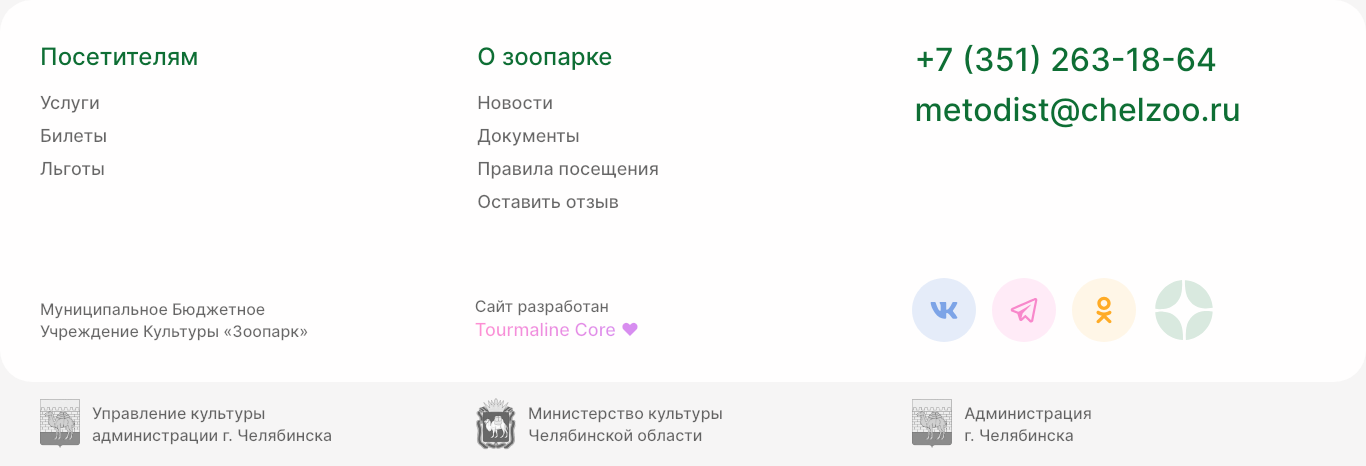 Посетителям
Услуги
Билеты
Льготы
О зоопарке
Новости
Документы
Правила посещения
Оставить отзыв
+7 (351) 263-18-64
metodist@chelzoo.ru
Муниципальное Бюджетное
Учреждение Культуры «Зоопарк»
Сайт разработан
Tourmaline Core
Управление культуры
администрации г. Челябинска
Министерство культуры
Челябинской области
Администрация
г. Челябинска